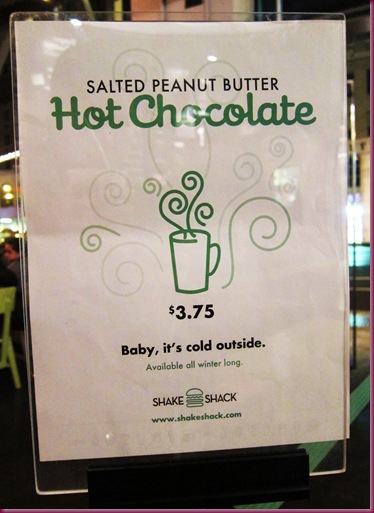 SALTED PEANUT BUTTER
Hot Chocolate
$3.75
Baby, it's cold outside.
Available all winter long.
SHAKE SHACK
www.shakeshack.com